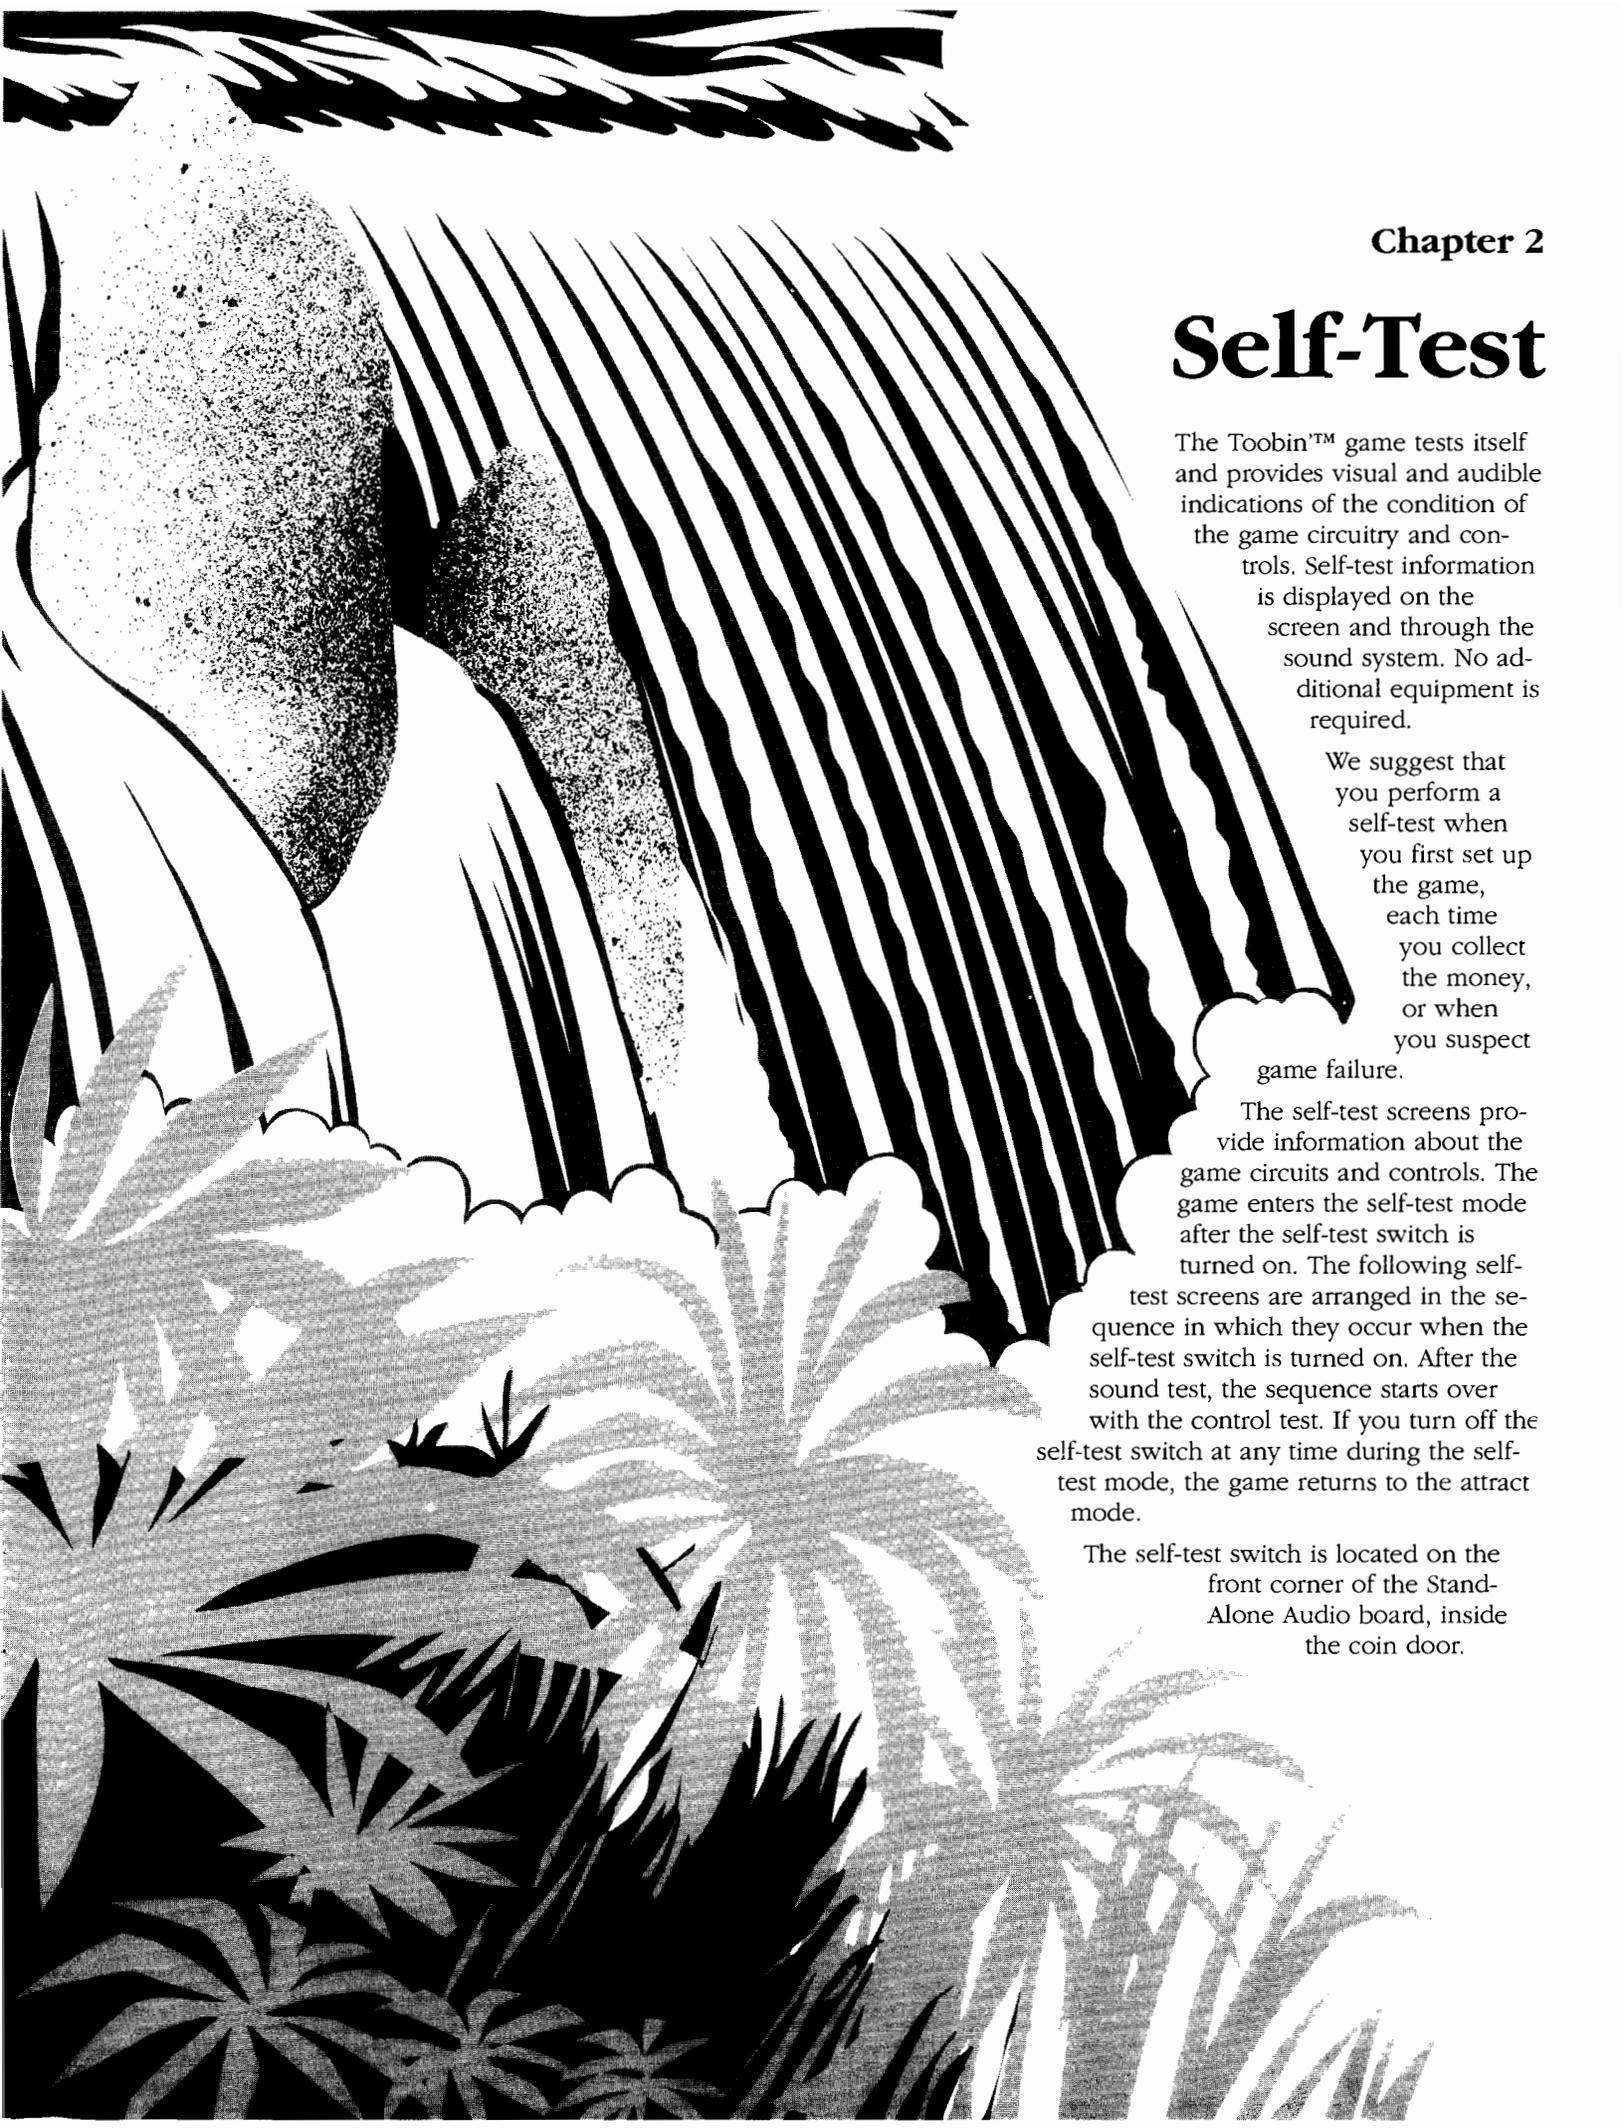 Chapter 2
Self-Test
The Toobin'™ game tests itself
and provides visual and audible
indications of the condition of
the game circuitry and con-
trols. Self-test information
is displayed on the
screen and through the
sound system. No ad-
ditional equipment is
required.
We suggest that
you perform a
self-test when
you first set up
the game,
each time
you collect
the money,
or when
you suspect
game failure.
The self-test screens pro-
vide information about the
game circuits and controls. The
game enters the self-test mode
after the self-test switch is
turned on. The following self-
test screens are arranged in the se-
quence in which they occur when the
self-test switch is turned on. After the
sound test, the sequence starts over
with the control test. If you turn off the
self-test switch at any time during the self-
test mode, the game returns to the attract
mode.
The self-test switch is located on the
front corner of the Stand-
Alone Audio board, inside
the coin door.